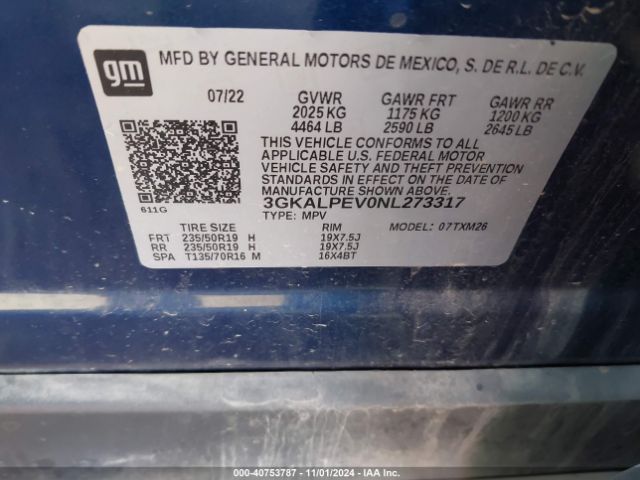 gm
MFD BY GENERAL MOTORS DE MEXICO, S. DE R.L. DE C.V.
07/22 GVWR GAWR FRT GAWR RR
2025 KG 1175 KG 1200 KG
4464 LB 2590 LB 2645 LB
THIS VEHICLE CONFORMS TO ALL
APPLICABLE U.S. FEDERAL MOTOR
VEHICLE SAFETY AND THEFT PREVENTION
STANDARDS IN EFFECT ON THE DATE OF
MANUFACTURE SHOWN ABOVE.
611G
3GKALPEV0NL273317
TYPE: MPV MODEL: 07TXM26
TIRE SIZE RIM
FRT 235/50R19 H 19X7.5J
RR 235/50R19 H 19X7.5J
SPA T135/70R16 M 16X4BT
000-40753787 - 11/01/2024 - IAA Inc.